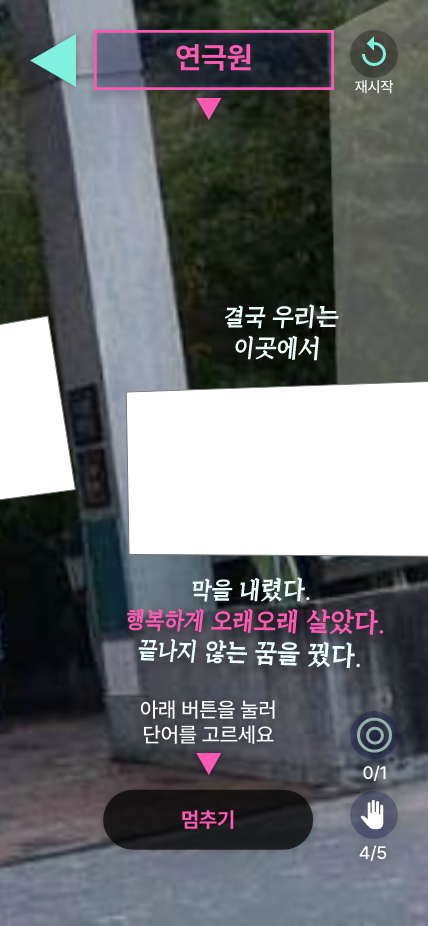 연극원
재시작
결국 우리는
이곳에서
막을 내렸다.
행복하게 오래오래 살았다.
끝나지 않는 꿈을 꿨다.
아래 버튼을 눌러
단어를 고르세요
0/1
멈추기
4/5